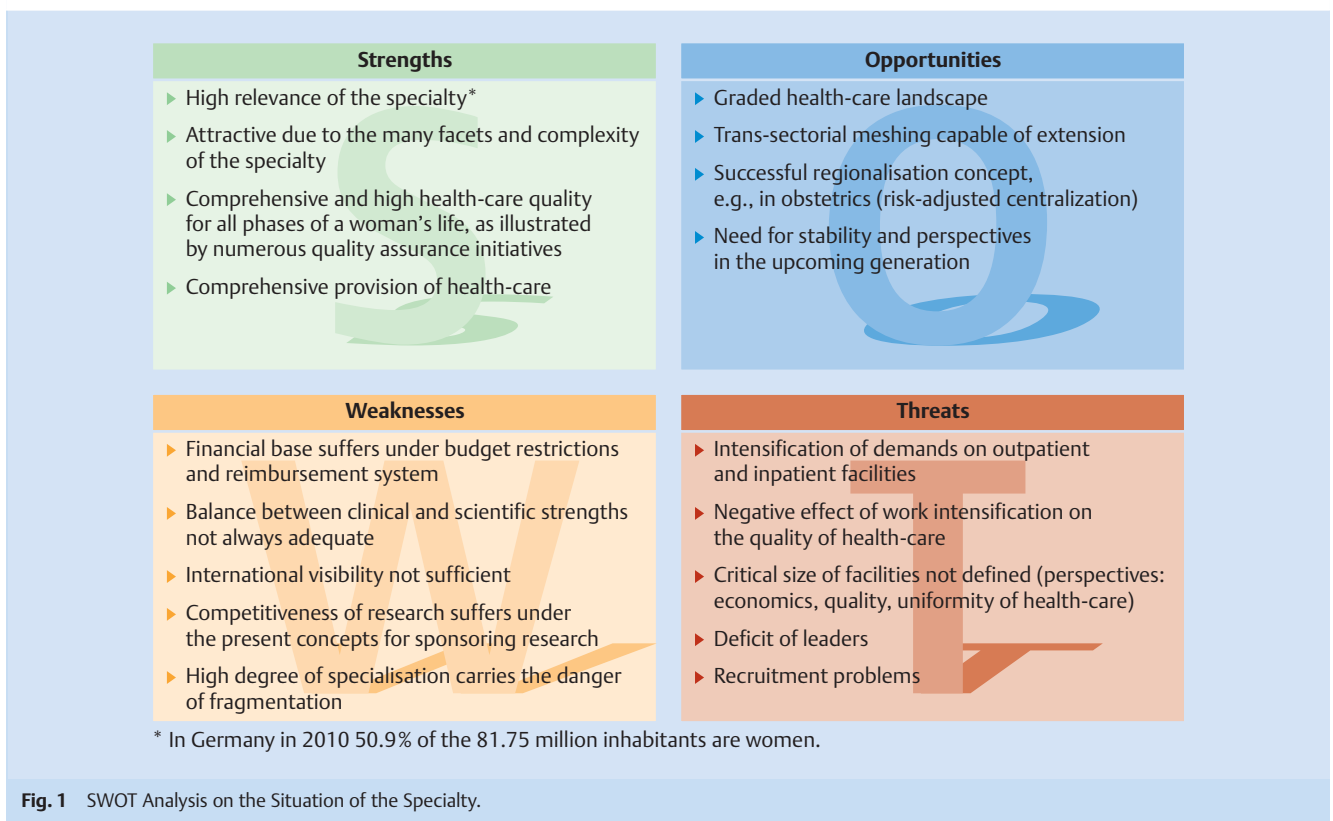 Strengths
▶ High relevance of the specialty*
▶ Attractive due to the many facets and complexity
of the specialty
▶ Comprehensive and high health-care quality
for all phases of a woman's life, as illustrated
by numerous quality assurance initiatives
▶ Comprehensive provision of health-care
S
Opportunities
▶ Graded health-care landscape
▶ Trans-sectorial meshing capable of extension
▶ Successful regionalisation concept,
e.g., in obstetrics (risk-adjusted centralization)
▶ Need for stability and perspectives
in the upcoming generation
O
Weaknesses
▶ Financial base suffers under budget restrictions
and reimbursement system
▶ Balance between clinical and scientific strengths
not always adequate
▶ International visibility not sufficient
▶ Competitiveness of research suffers under
the present concepts for sponsoring research
▶ High degree of specialisation carries the danger
of fragmentation
W
Threats
▶ Intensification of demands on outpatient
and inpatient facilities
▶ Negative effect of work intensification on
the quality of health-care
▶ Critical size of facilities not defined (perspectives:
economics, quality, uniformity of health-care)
▶ Deficit of leaders
▶ Recruitment problems
T
* In Germany in 2010 50.9% of the 81.75 million inhabitants are women.
Fig. 1 SWOT Analysis on the Situation of the Specialty.